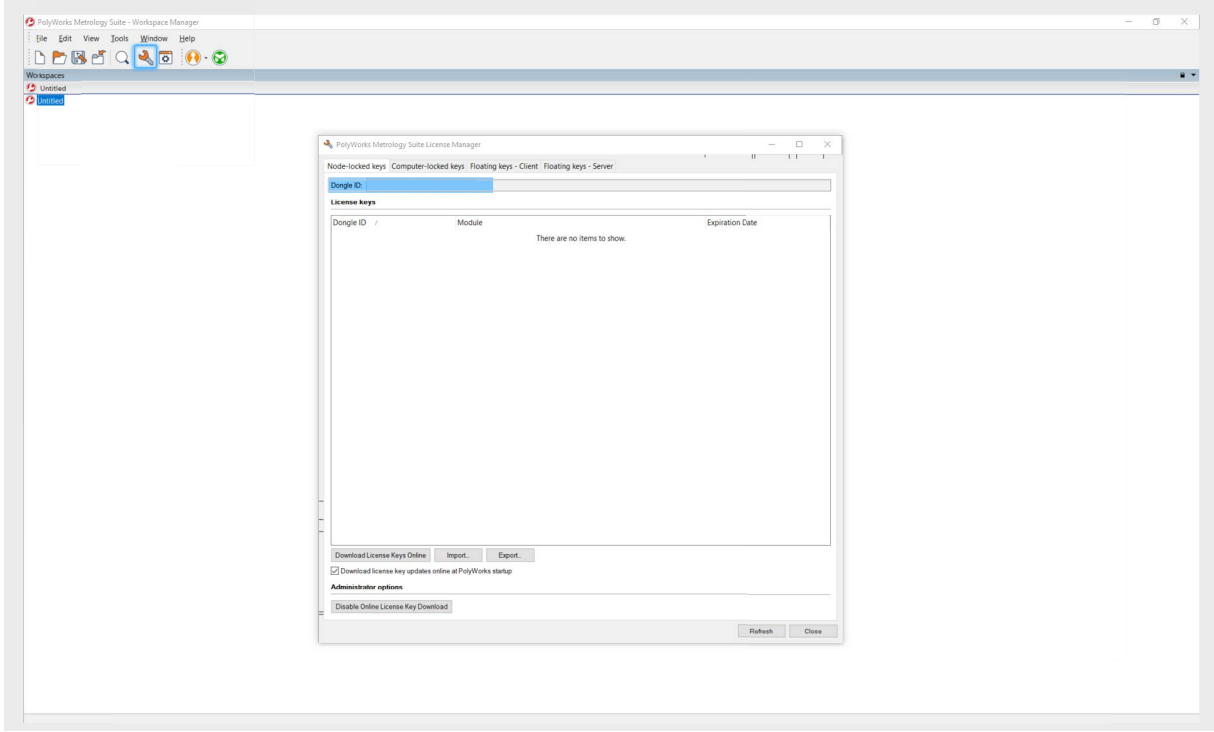 PolyWorks Metrology Suite - Workspace Manager
File Edit View Tools Window Help
Workspaces
Untitled
Untitled
PolyWorks Metrology Suite License Manager
Node-locked keys Computer-locked keys Floating keys - Client Floating keys - Server
Dongle ID:
License keys
Dongle ID / Module Expiration Date
There are no items to show.
Download License Keys Online Import... Export...
Download license key updates online at PolyWorks startup
Administrator options
Disable Online License Key Download
Refresh Close